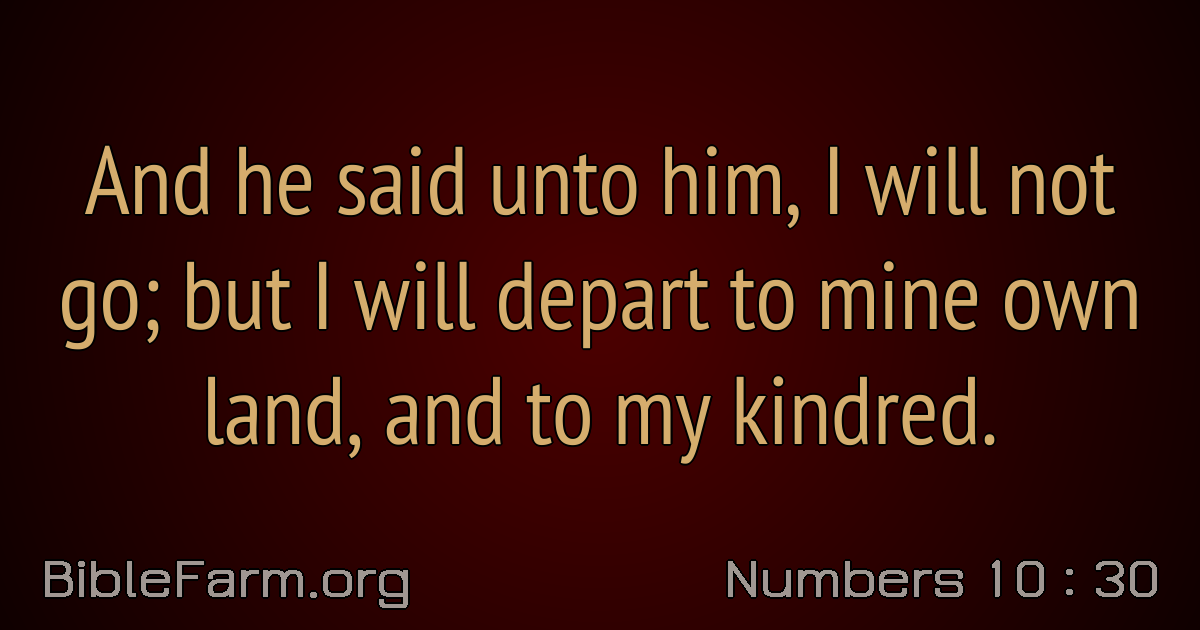 And he said unto him, I will not
go; but I will depart to mine own
land, and to my kindred.
BibleFarm.org
Numbers 10 : 30